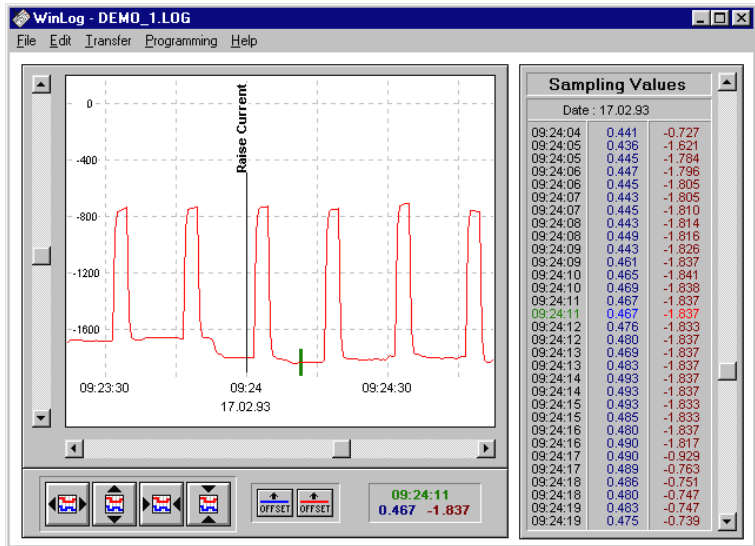 WinLog - DEMO_1.LOG
File Edit Transfer Programming Help
0
-400
-800
-1200
-1600
Raise Current
09:23:30 09:24 09:24:30
17.02.93
OFFSET OFFSET
09:24:11
0.467 -1.837
Sampling Values
Date : 17.02.93
09:24:04 0.441 -0.727
09:24:05 0.436 -1.621
09:24:05 0.445 -1.784
09:24:06 0.447 -1.796
09:24:06 0.445 -1.805
09:24:07 0.443 -1.805
09:24:07 0.445 -1.810
09:24:08 0.443 -1.814
09:24:08 0.449 -1.816
09:24:09 0.443 -1.826
09:24:09 0.461 -1.837
09:24:10 0.465 -1.841
09:24:10 0.469 -1.838
09:24:11 0.467 -1.837
09:24:11 0.467 -1.837
09:24:12 0.476 -1.833
09:24:12 0.480 -1.837
09:24:13 0.469 -1.837
09:24:13 0.483 -1.837
09:24:14 0.493 -1.837
09:24:14 0.493 -1.837
09:24:15 0.493 -1.833
09:24:15 0.485 -1.833
09:24:16 0.480 -1.837
09:24:16 0.490 -1.817
09:24:17 0.490 -0.929
09:24:17 0.489 -0.763
09:24:18 0.486 -0.751
09:24:18 0.480 -0.747
09:24:19 0.483 -0.747
09:24:19 0.475 -0.739